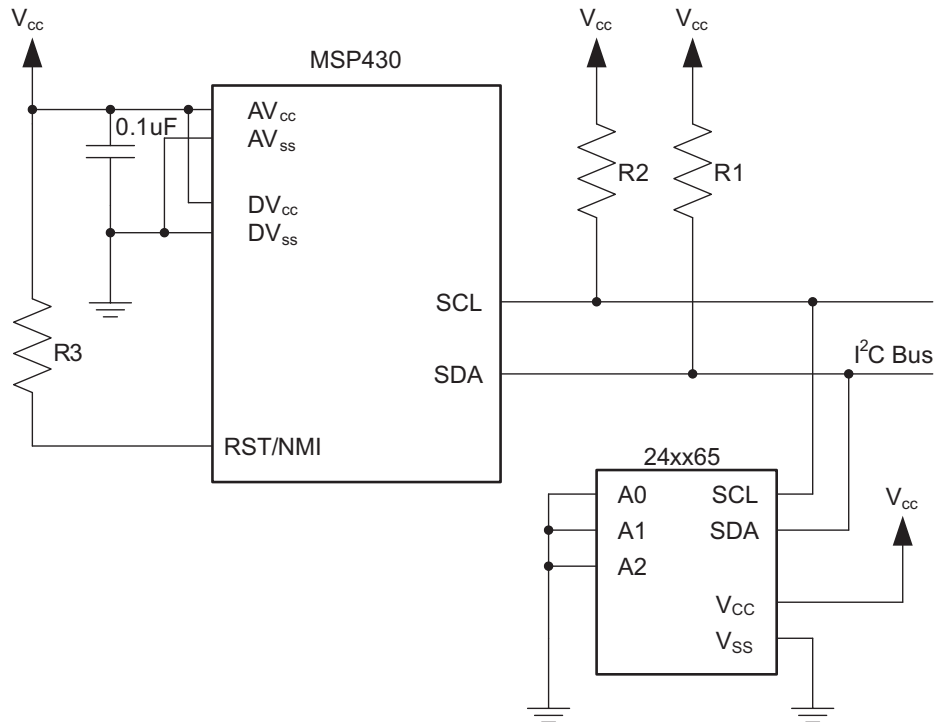 Vcc
Vcc
Vcc
MSP430
0.1uF
AVcc
AVss
DVcc
DVss
R2
R1
SCL
R3
SDA
I²C Bus
RST/NMI
24xx65
A0
SCL
Vcc
A1
SDA
A2
VCC
VSS